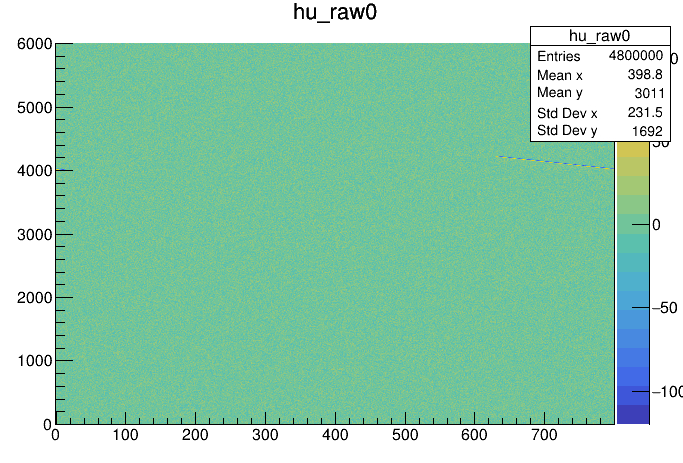 hu_raw0
hu_raw0
Entries 4800000
Mean x 398.8
Mean y 3011
Std Dev x 231.5
Std Dev y 1692
6000
5000
4000
3000
2000
1000
0
0 100 200 300 400 500 600 700
0
−50
−100